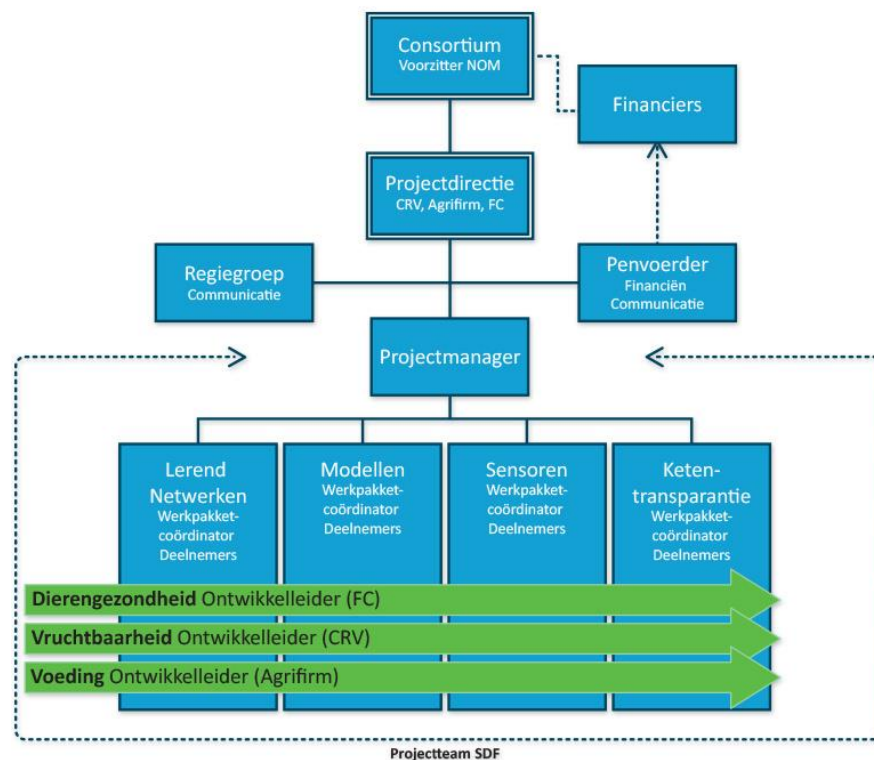 Consortium
Voorzitter NOM
Financiers
Projectdirectie
CRV, Agrifirm, FC
Regiegroep
Communicatie
Penvoerder
Financiën
Communicatie
Projectmanager
Lerend
Netwerken
Werkpakket-
coördinator
Deelnemers
Modellen
Werkpakket-
coördinator
Deelnemers
Sensoren
Werkpakket-
coördinator
Deelnemers
Keten-
transparantie
Werkpakket-
coördinator
Deelnemers
Dierengezondheid Ontwikkelleider (FC)
Vruchtbaarheid Ontwikkelleider (CRV)
Voeding Ontwikkelleider (Agrifirm)
Projectteam SDF